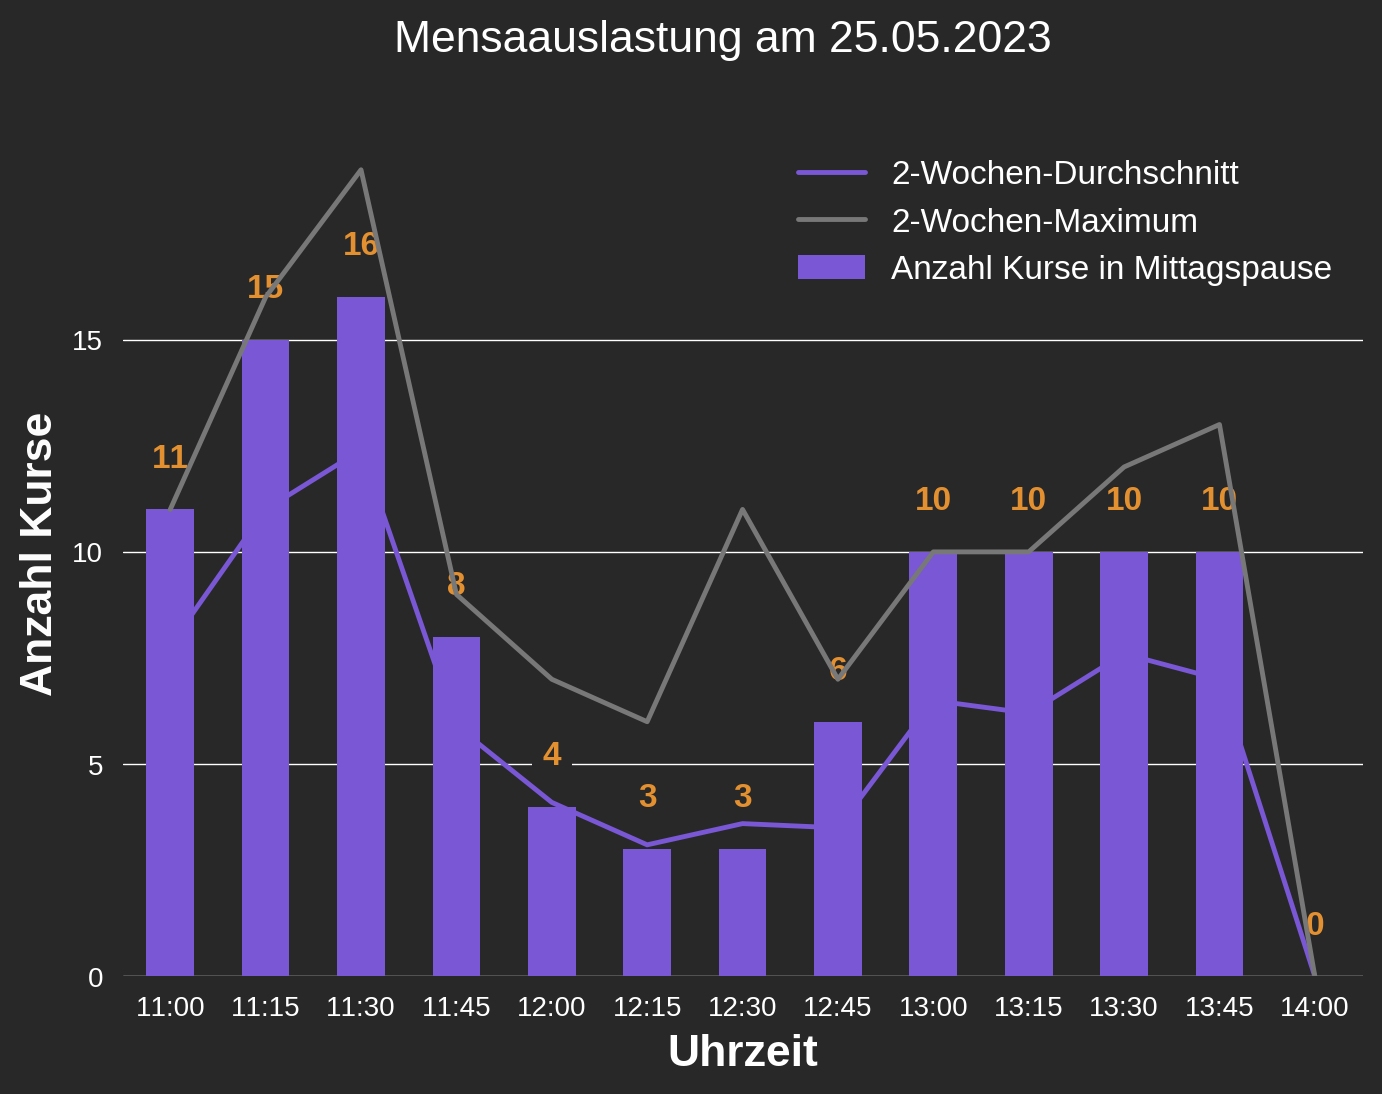 Mensaauslastung am 25.05.2023
2-Wochen-Durchschnitt
2-Wochen-Maximum
Anzahl Kurse in Mittagspause
16
15
15
11
10
10
10
10
10
8
6
5
4
3
3
0
0
Anzahl Kurse
11:00 11:15 11:30 11:45 12:00 12:15 12:30 12:45 13:00 13:15 13:30 13:45 14:00
Uhrzeit